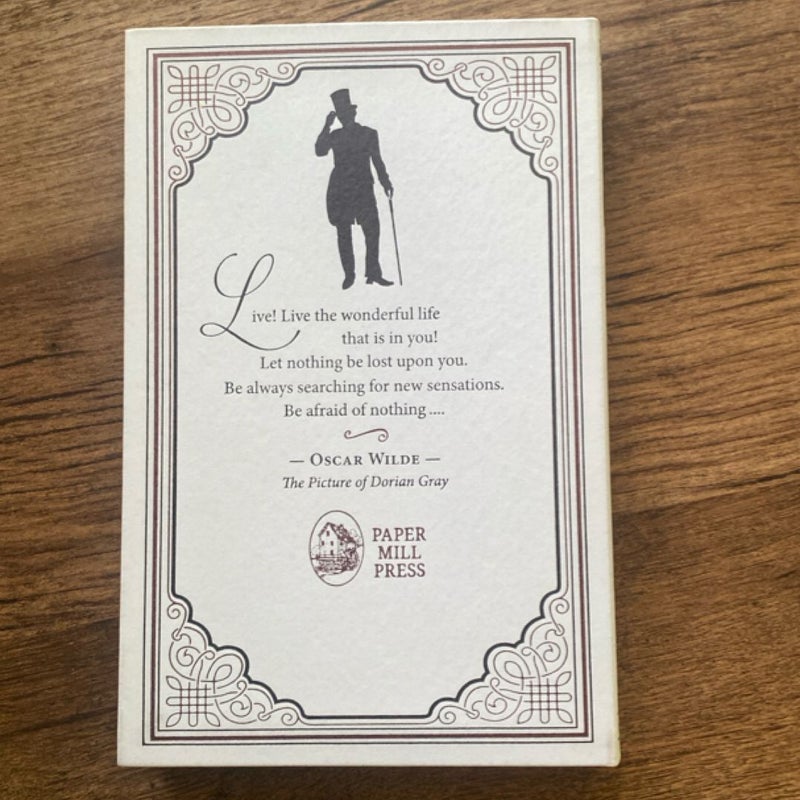 Live! Live the wonderful life
that is in you!
Let nothing be lost upon you.
Be always searching for new sensations.
Be afraid of nothing ....
— OSCAR WILDE —
The Picture of Dorian Gray
PAPER
MILL
PRESS